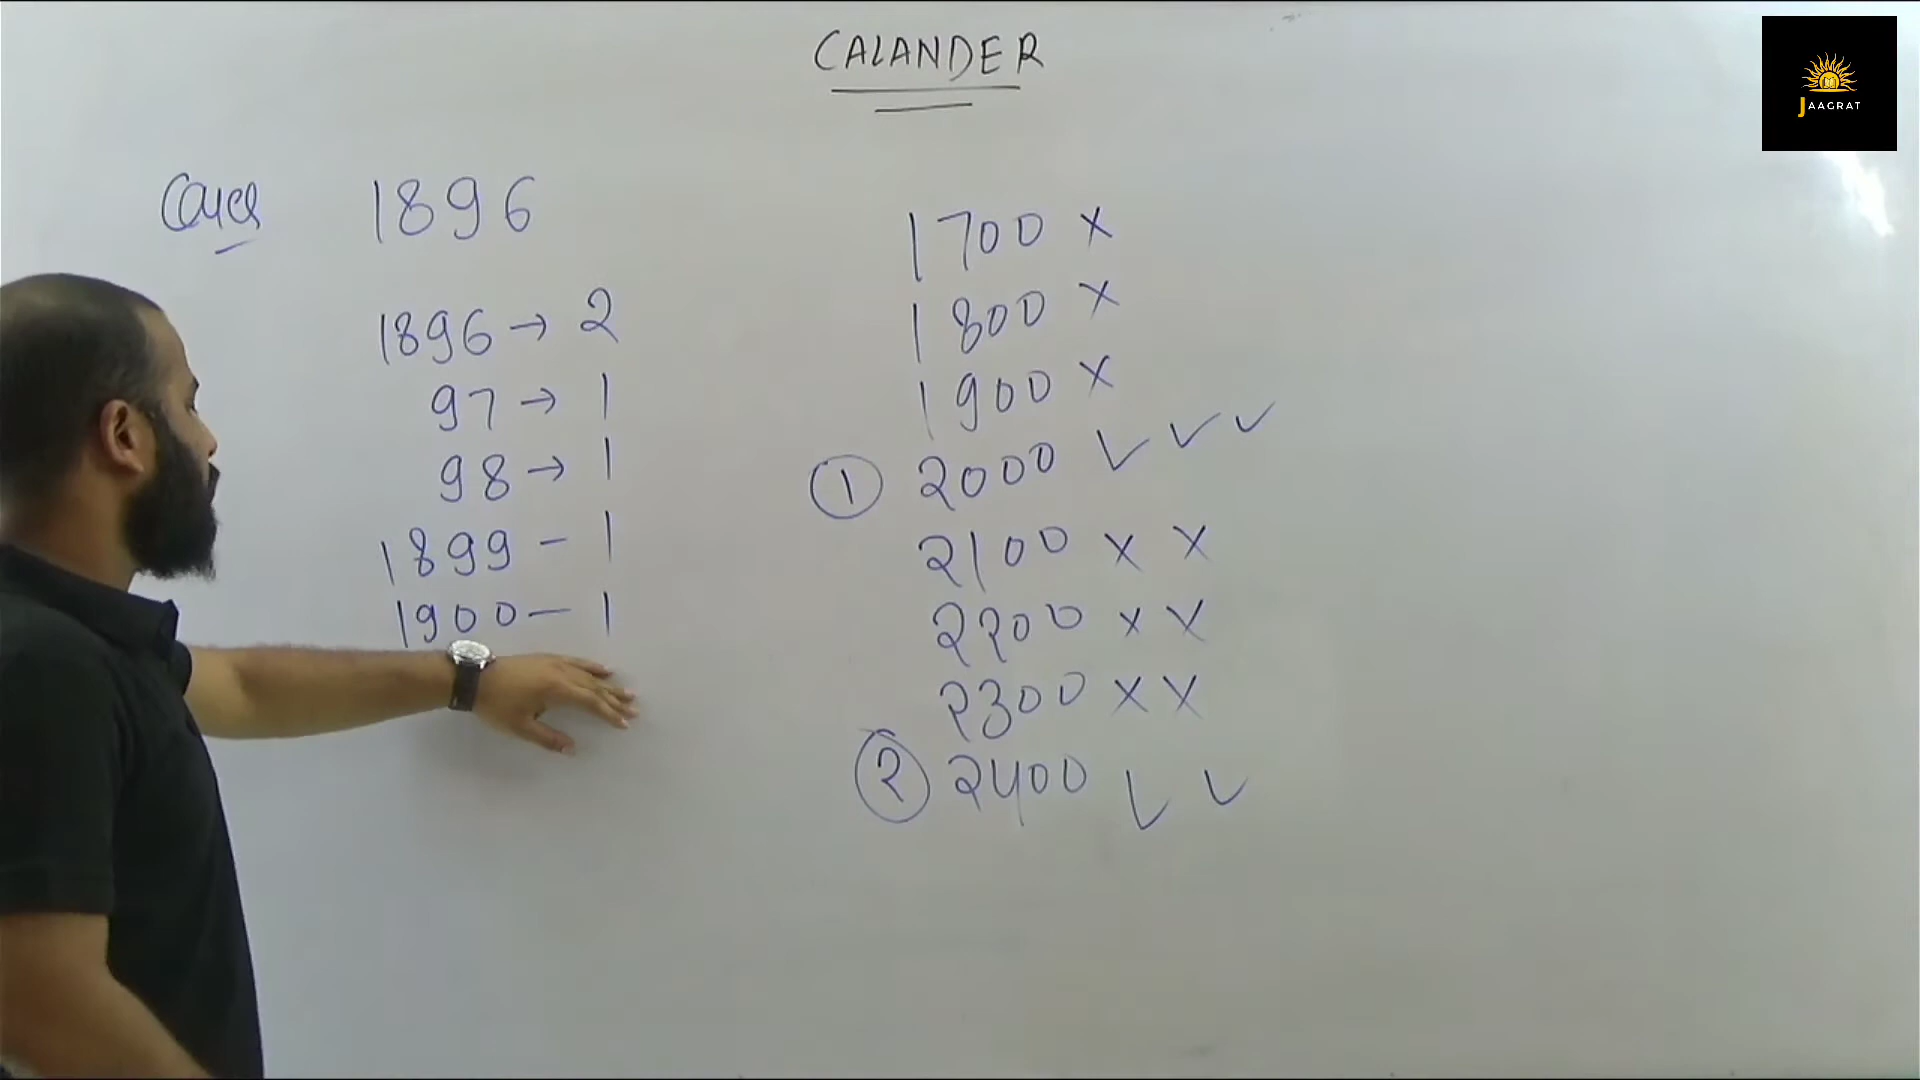 CALANDER
JAAGRAT
1896
1896 → 2
97 → 1
98 → 1
1899 - 1
1900 - 1
1700 ×
1800 ×
1900 ×
① 2000 ✓ ✓ ✓
2100 × ×
2200 × ×
2300 × ×
② 2400 ✓ ✓